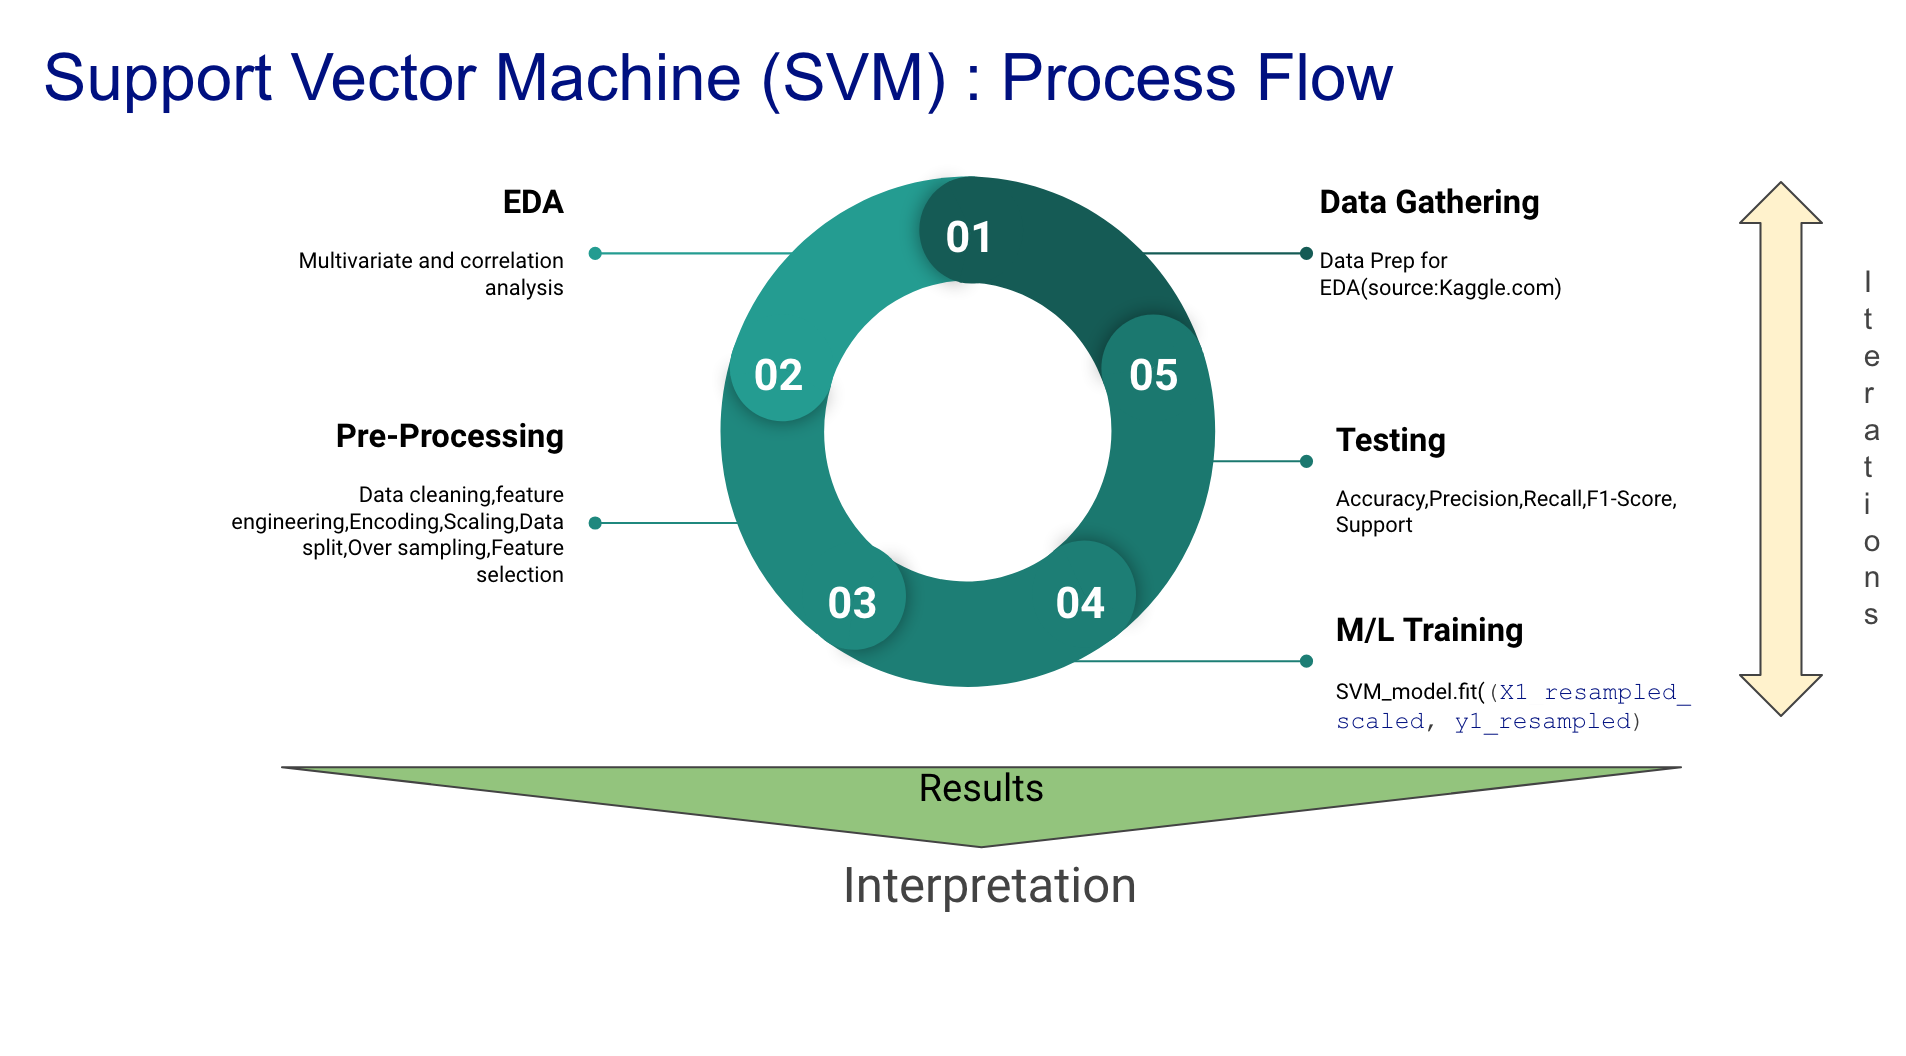 Support Vector Machine (SVM) : Process Flow
EDA
Multivariate and correlation
analysis
Pre-Processing
Data cleaning,feature
engineering,Encoding,Scaling,Data
split,Over sampling,Feature
selection
01
02
03
04
05
Data Gathering
Data Prep for
EDA(source:Kaggle.com)
Testing
Accuracy,Precision,Recall,F1-Score,
Support
M/L Training
SVM_model.fit((X1 resampled_
scaled, y1_resampled)
I
t
e
r
a
t
i
o
n
s
Results
Interpretation